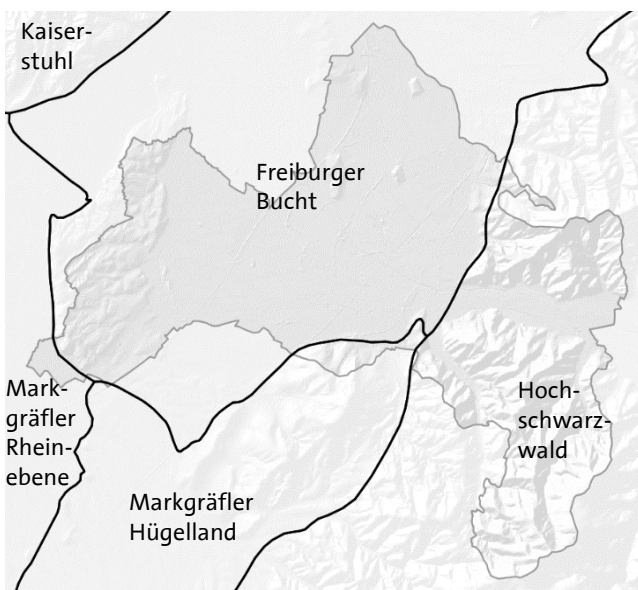 Kaiser-
stuhl
Freiburger
Bucht
Mark-
gräfler
Rhein-
ebene
Hoch-
schwarz-
wald
Markgräfler
Hügelland